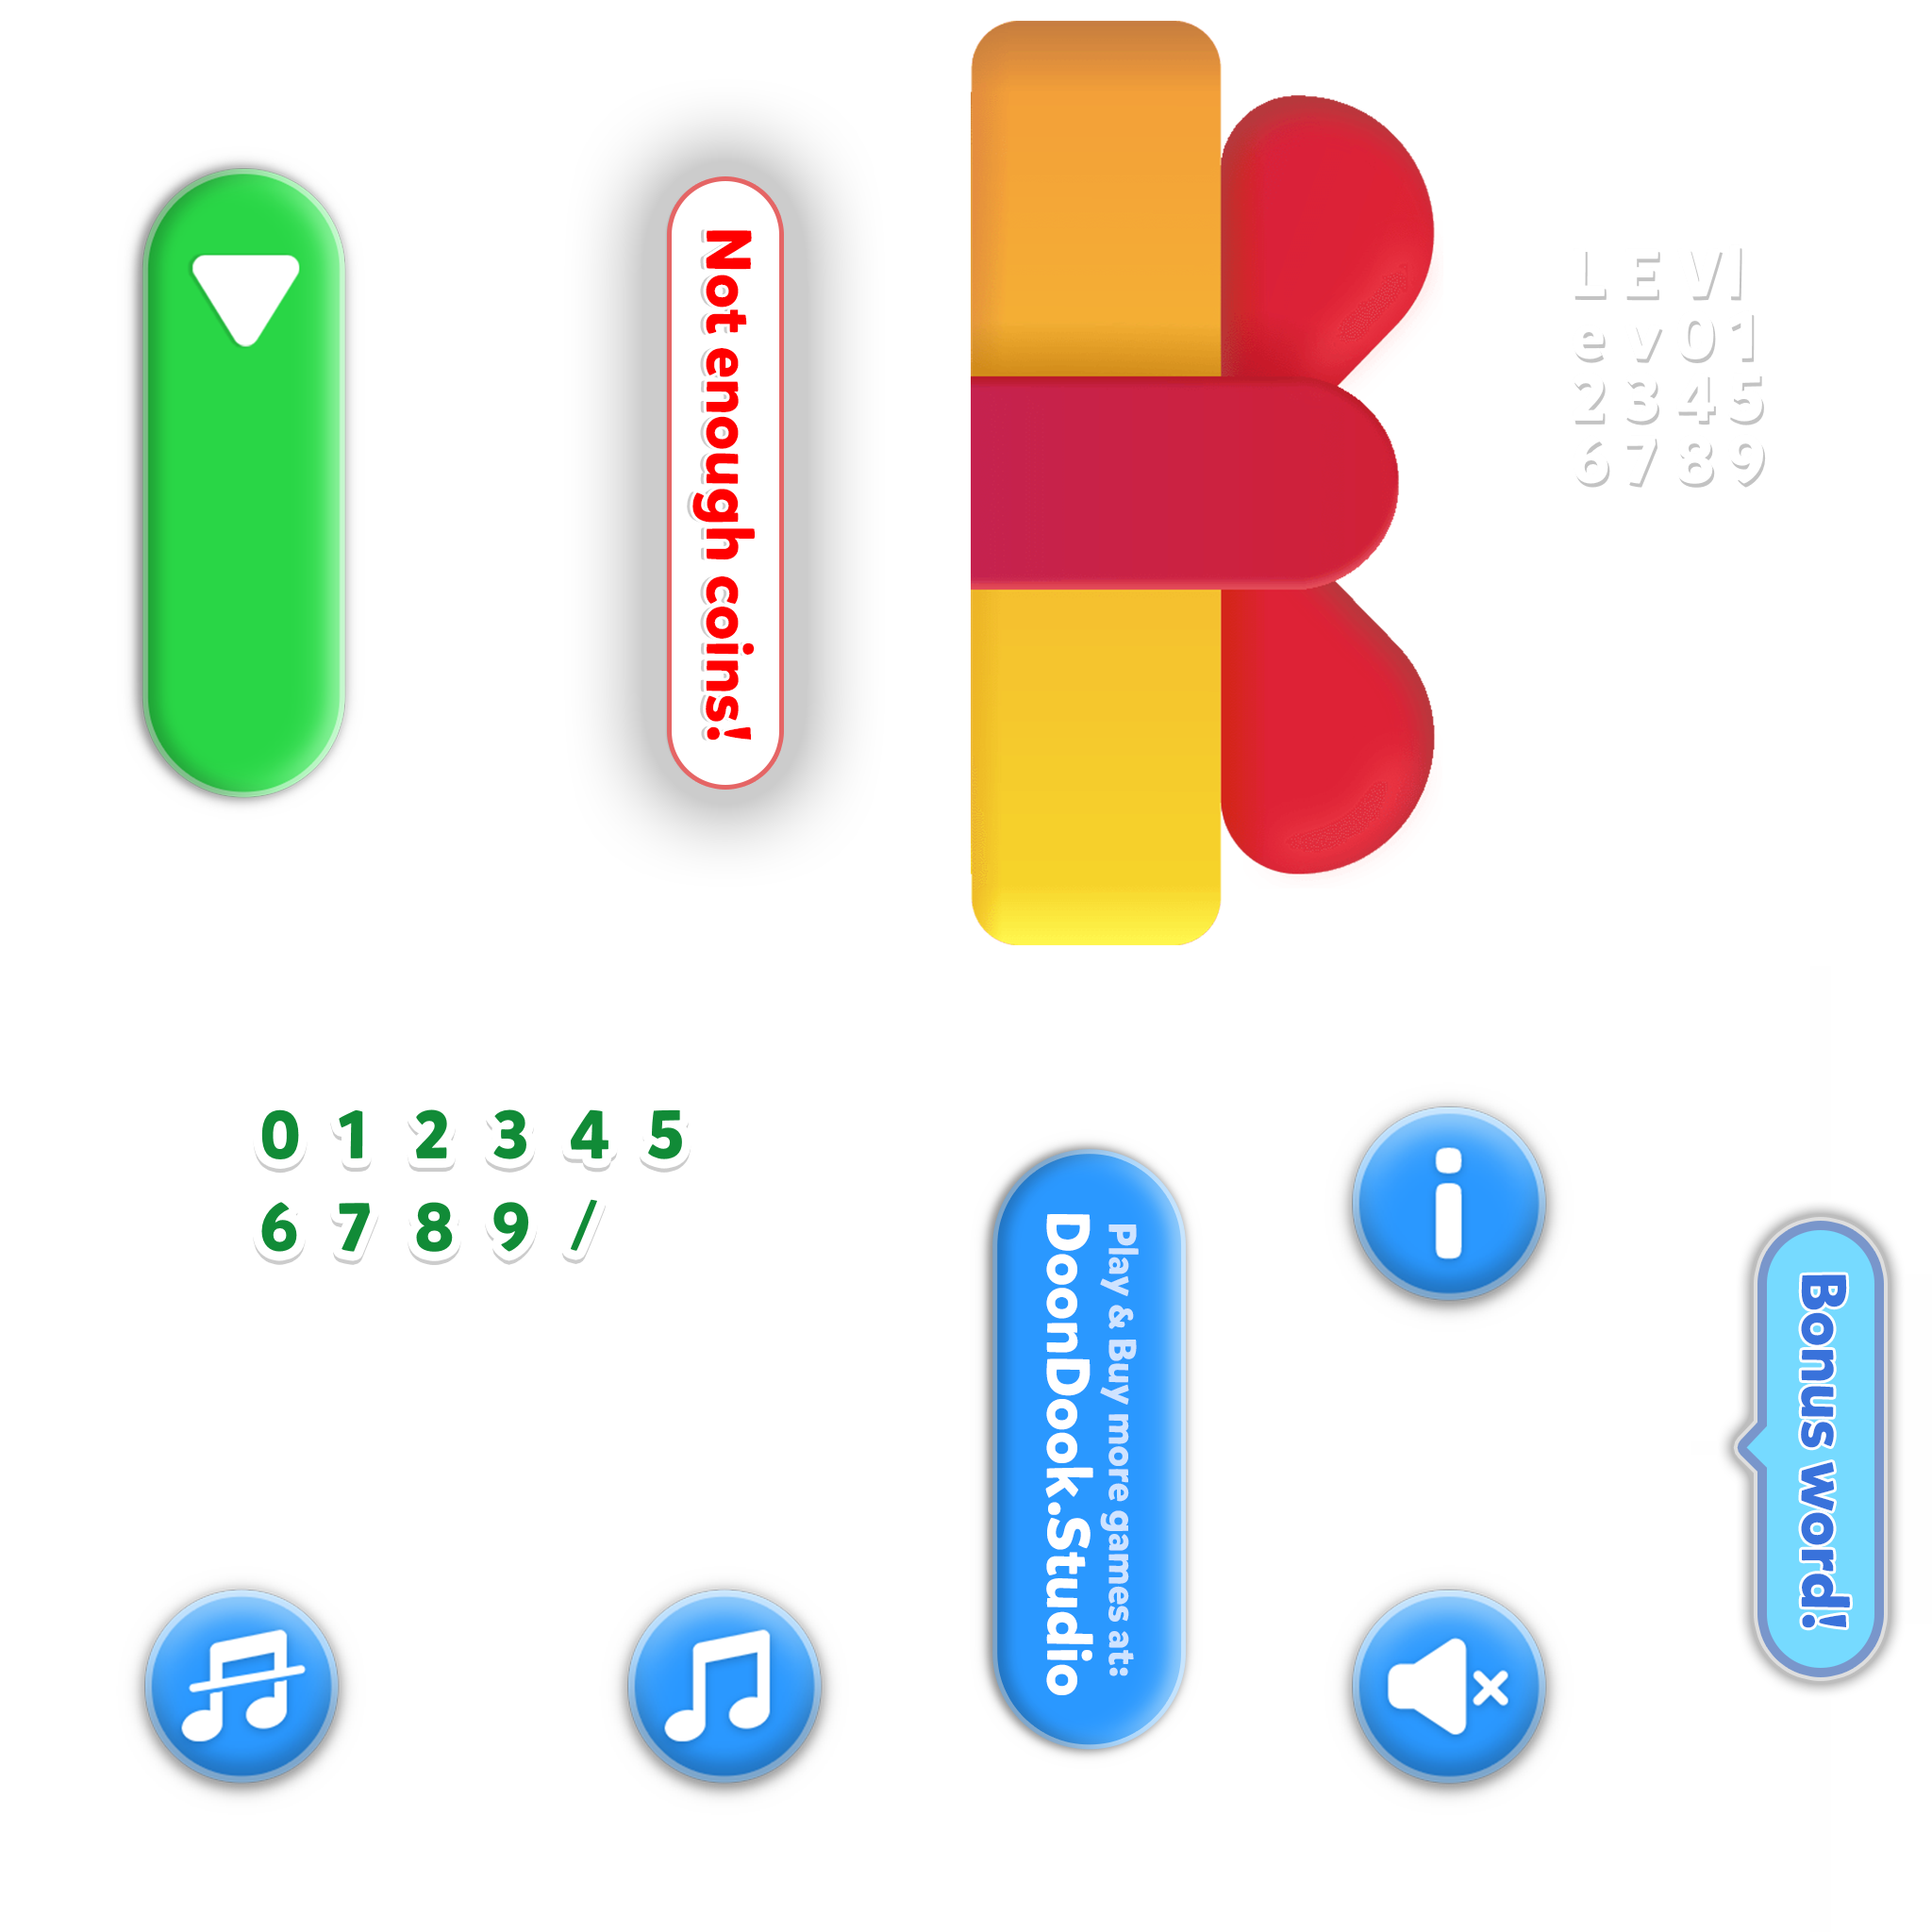 Not enough coins!
L E V I
e v 0 1
2 3 4 5
6 7 8 9
0 1 2 3 4 5
6 7 8 9 /
Play & Buy more games at:
DoonDook.Studio
Bonus word!